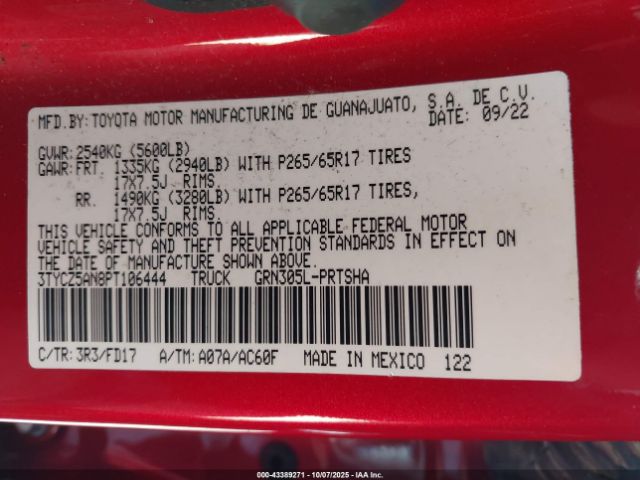 MFD.BY:TOYOTA MOTOR MANUFACTURING DE GUANAJUATO, S.A. DE C.V.
DATE: 09/22
GVWR: 2540KG (5600LB)
GAWR: FRT. 1335KG (2940LB) WITH P265/65R17 TIRES
17X7.5J RIMS.
RR. 1490KG (3280LB) WITH P265/65R17 TIRES,
17X7.5J RIMS.
THIS VEHICLE CONFORMS TO ALL APPLICABLE FEDERAL MOTOR
VEHICLE SAFETY AND THEFT PREVENTION STANDARDS IN EFFECT ON
THE DATE OF MANUFACTURE SHOWN ABOVE.
3TYCZ5AN8PT106444 TRUCK GRN305L-PRTSHA
C/TR: 3R3/FD17 A/TM: A07A/AC60F MADE IN MEXICO 122
000-43389271 - 10/07/2025 - IAA Inc.